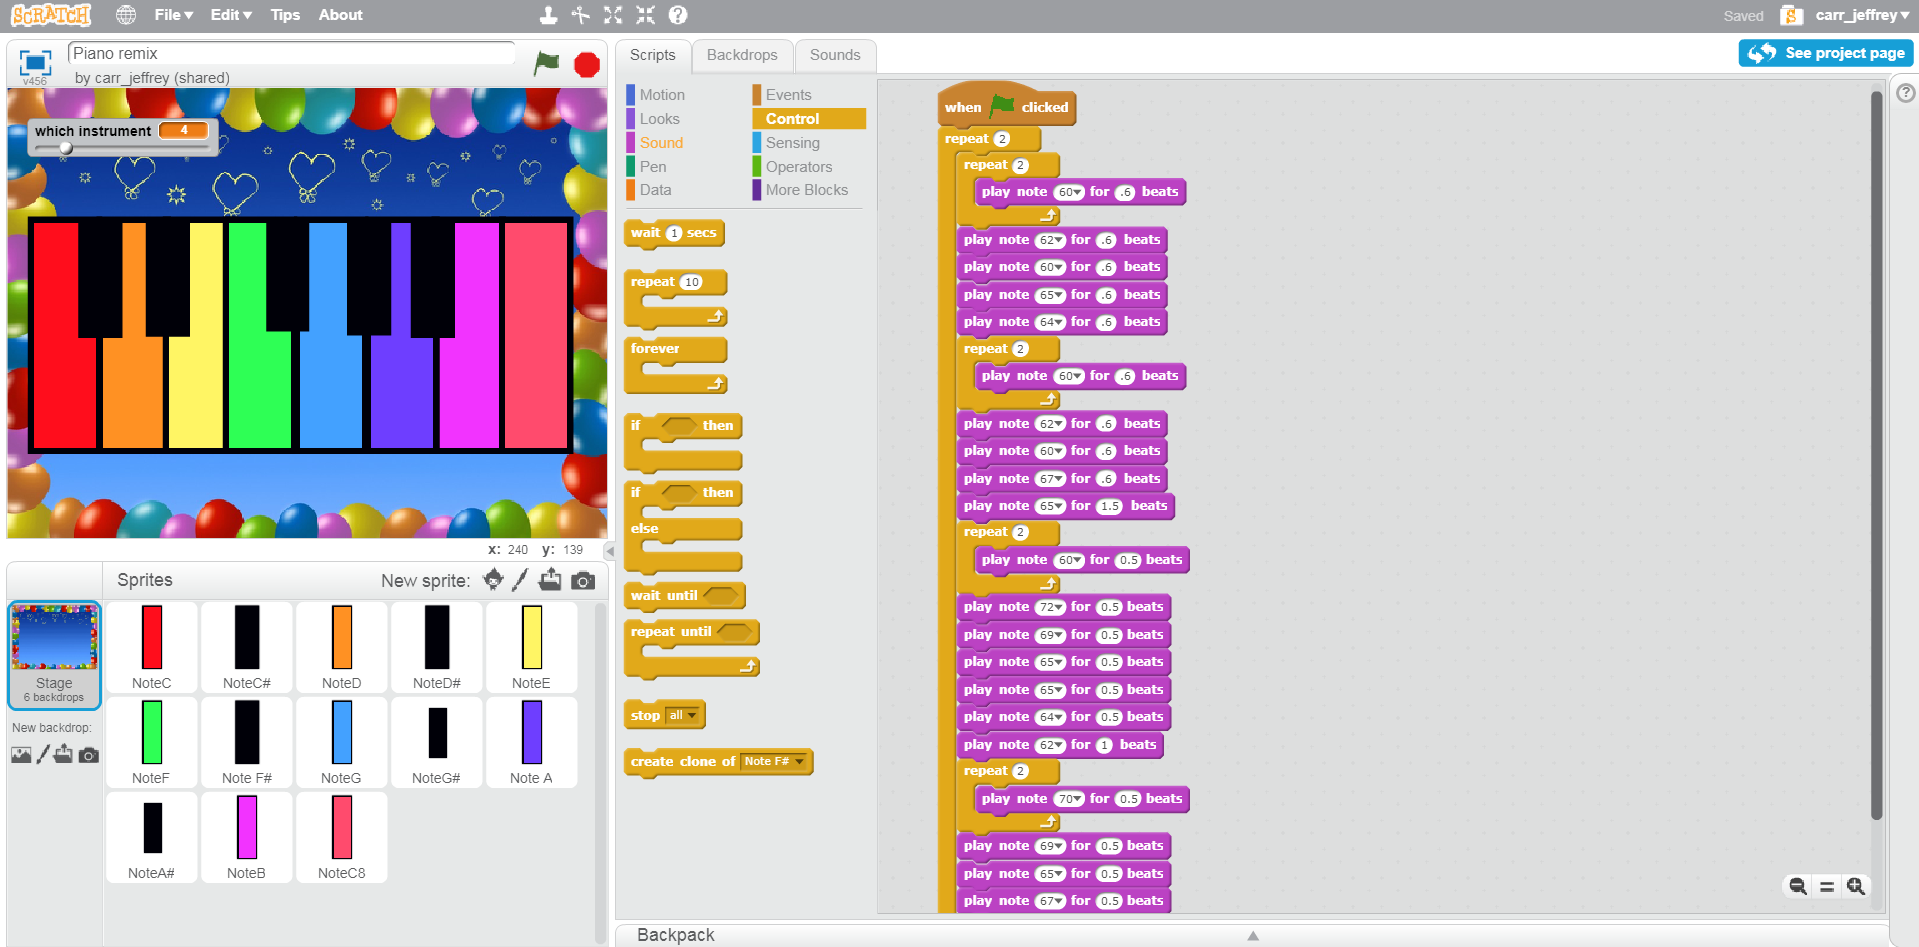 SCRATCH File Edit Tips About Saved carr_jeffrey
See project page
v456 Piano remix
by carr_jeffrey (shared)
which instrument 4
x: 240 y: 139
Sprites New sprite:
Stage
6 backdrops
New backdrop:
NoteC NoteC# NoteD NoteD# NoteE
NoteF Note F# NoteG NoteG# Note A
NoteA# NoteB NoteC8
Scripts Backdrops Sounds
Motion Events
Looks Control
Sound Sensing
Pen Operators
Data More Blocks
wait 1 secs
repeat 10
forever
if then
if then
else
wait until
repeat until
stop all
create clone of Note F#
when clicked
repeat 2
repeat 2
play note 60 for .6 beats
play note 62 for .6 beats
play note 60 for .6 beats
play note 65 for .6 beats
play note 64 for .6 beats
repeat 2
play note 60 for .6 beats
play note 62 for .6 beats
play note 60 for .6 beats
play note 67 for .6 beats
play note 65 for 1.5 beats
repeat 2
play note 60 for 0.5 beats
play note 72 for 0.5 beats
play note 69 for 0.5 beats
play note 65 for 0.5 beats
play note 65 for 0.5 beats
play note 64 for 0.5 beats
play note 62 for 1 beats
repeat 2
play note 70 for 0.5 beats
play note 69 for 0.5 beats
play note 65 for 0.5 beats
play note 67 for 0.5 beats
Backpack